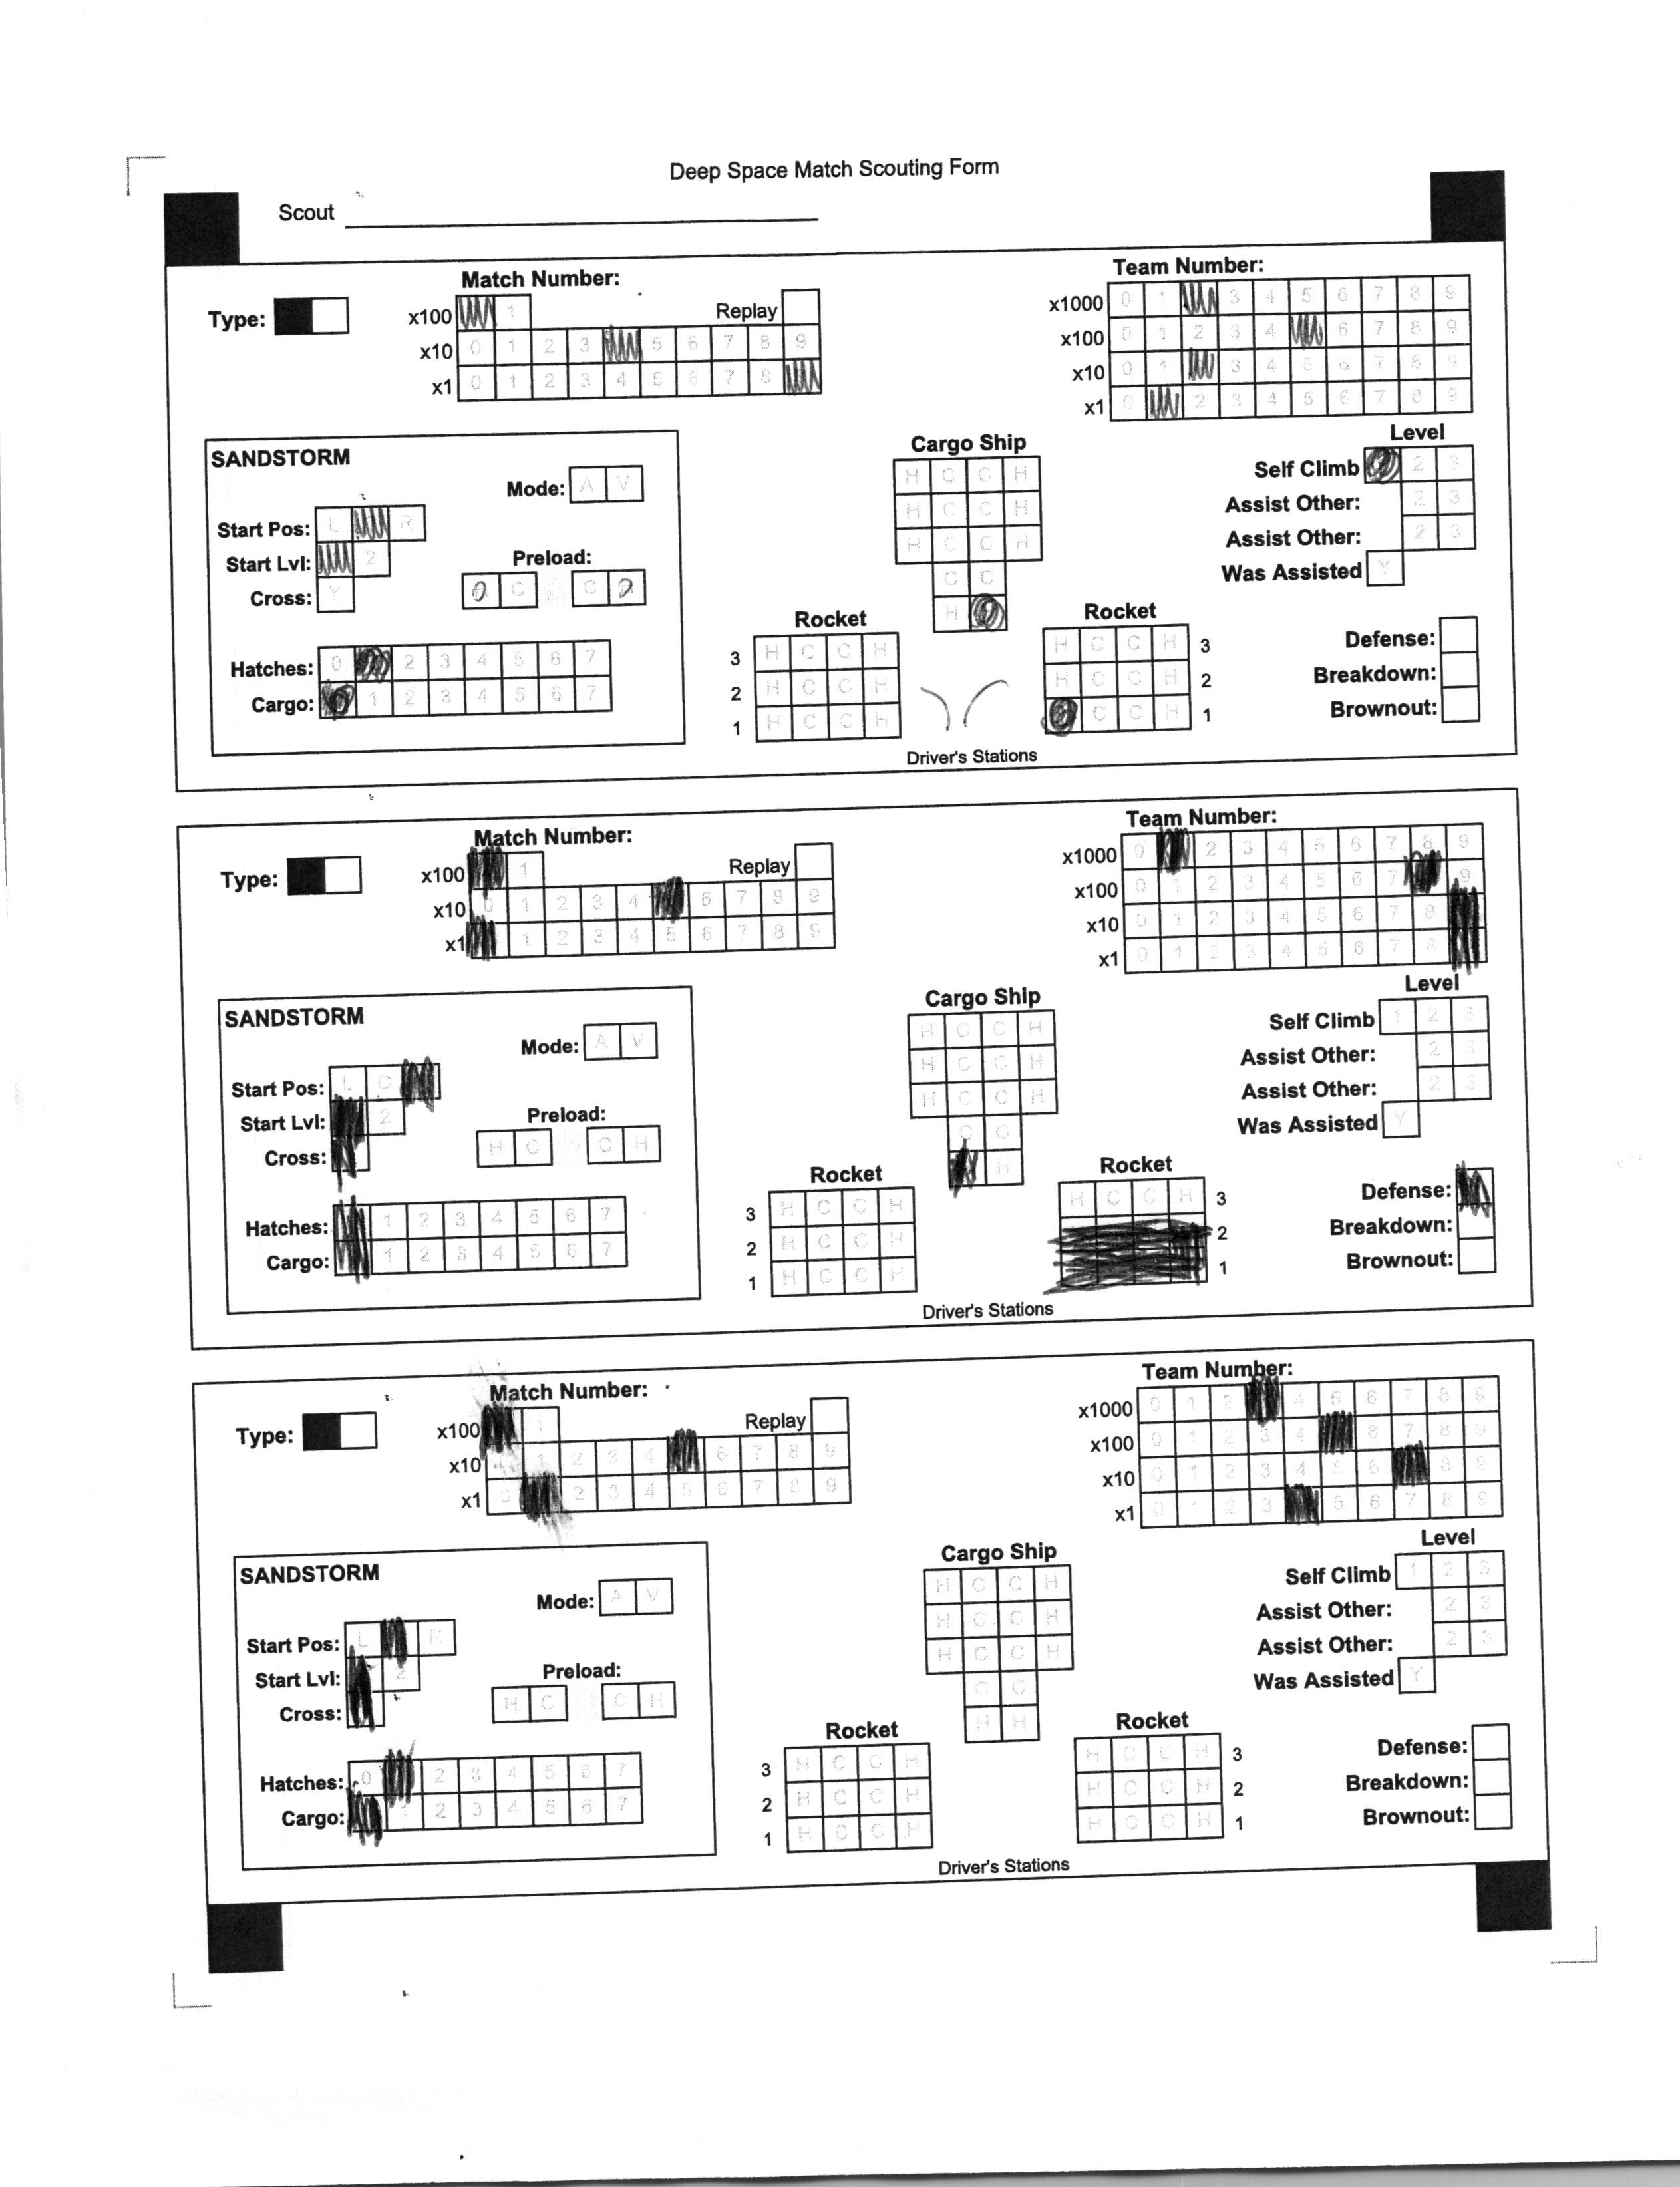 Deep Space Match Scouting Form
Scout
Match Number:
Team Number:
Type:
x100 1 Replay
x10 0 1 2 3 5 6 7 8 9
x1 0 1 2 3 4 5 6 7 8
x1000 0 1 3 4 5 6 7 8 9
x100 0 1 2 3 4 6 7 8 9
x10 0 1 3 4 5 6 7 8 9
x1 0 2 3 4 5 6 7 8 9
SANDSTORM
Mode: A V
Start Pos: L R
Start Lvl: 2
Cross: Y
Preload:
C C
Hatches: 0 2 3 4 5 6 7
Cargo: 1 2 3 4 5 6 7
Cargo Ship
H C C H
H C C H
H C C H
C C
H
Rocket
3 H C C H
2 H C C H
1 H C C H
Rocket
H C C H 3
H C C H 2
C C H 1
Driver's Stations
Level
Self Climb 2 3
Assist Other: 2 3
Assist Other: 2 3
Was Assisted Y
Defense:
Breakdown:
Brownout:
Match Number:
Team Number:
Type:
x100 1 Replay
x10 0 1 2 3 4 6 7 8 9
x1 1 2 3 4 5 6 7 8 9
x1000 0 2 3 4 5 6 7 8 9
x100 0 1 2 3 4 5 6 7 9
x10 0 1 2 3 4 5 6 7 8
x1 0 1 2 3 4 5 6 7 8
SANDSTORM
Mode: A V
Start Pos: L C
Start Lvl: 2
Cross:
Preload:
H C C H
Hatches: 1 2 3 4 5 6 7
Cargo: 1 2 3 4 5 6 7
Cargo Ship
H C C H
H C C H
H C C H
C C
H
Rocket
3 H C C H
2 H C C H
1 H C C H
Rocket
H C C H 3
2
1
Driver's Stations
Level
Self Climb 1 2 3
Assist Other: 2 3
Assist Other: 2 3
Was Assisted Y
Defense:
Breakdown:
Brownout:
Match Number:
Team Number:
Type:
x100 1 Replay
x10 1 2 3 4 6 7 8 9
x1 0 2 3 4 5 6 7 8 9
x1000 0 1 2 4 5 6 7 8 9
x100 0 1 2 3 4 6 7 8 9
x10 0 1 2 3 4 5 6 8 9
x1 0 1 2 3 5 6 7 8 9
SANDSTORM
Mode: A V
Start Pos: L R
Start Lvl: 2
Cross:
Preload:
H C C H
Hatches: 0 2 3 4 5 6 7
Cargo: 1 2 3 4 5 6 7
Cargo Ship
H C C H
H C C H
H C C H
C C
H H
Rocket
3 H C C H
2 H C C H
1 H C C H
Rocket
H C C H 3
H C C H 2
H C C H 1
Driver's Stations
Level
Self Climb 1 2 3
Assist Other: 2 3
Assist Other: 2 3
Was Assisted Y
Defense:
Breakdown:
Brownout: